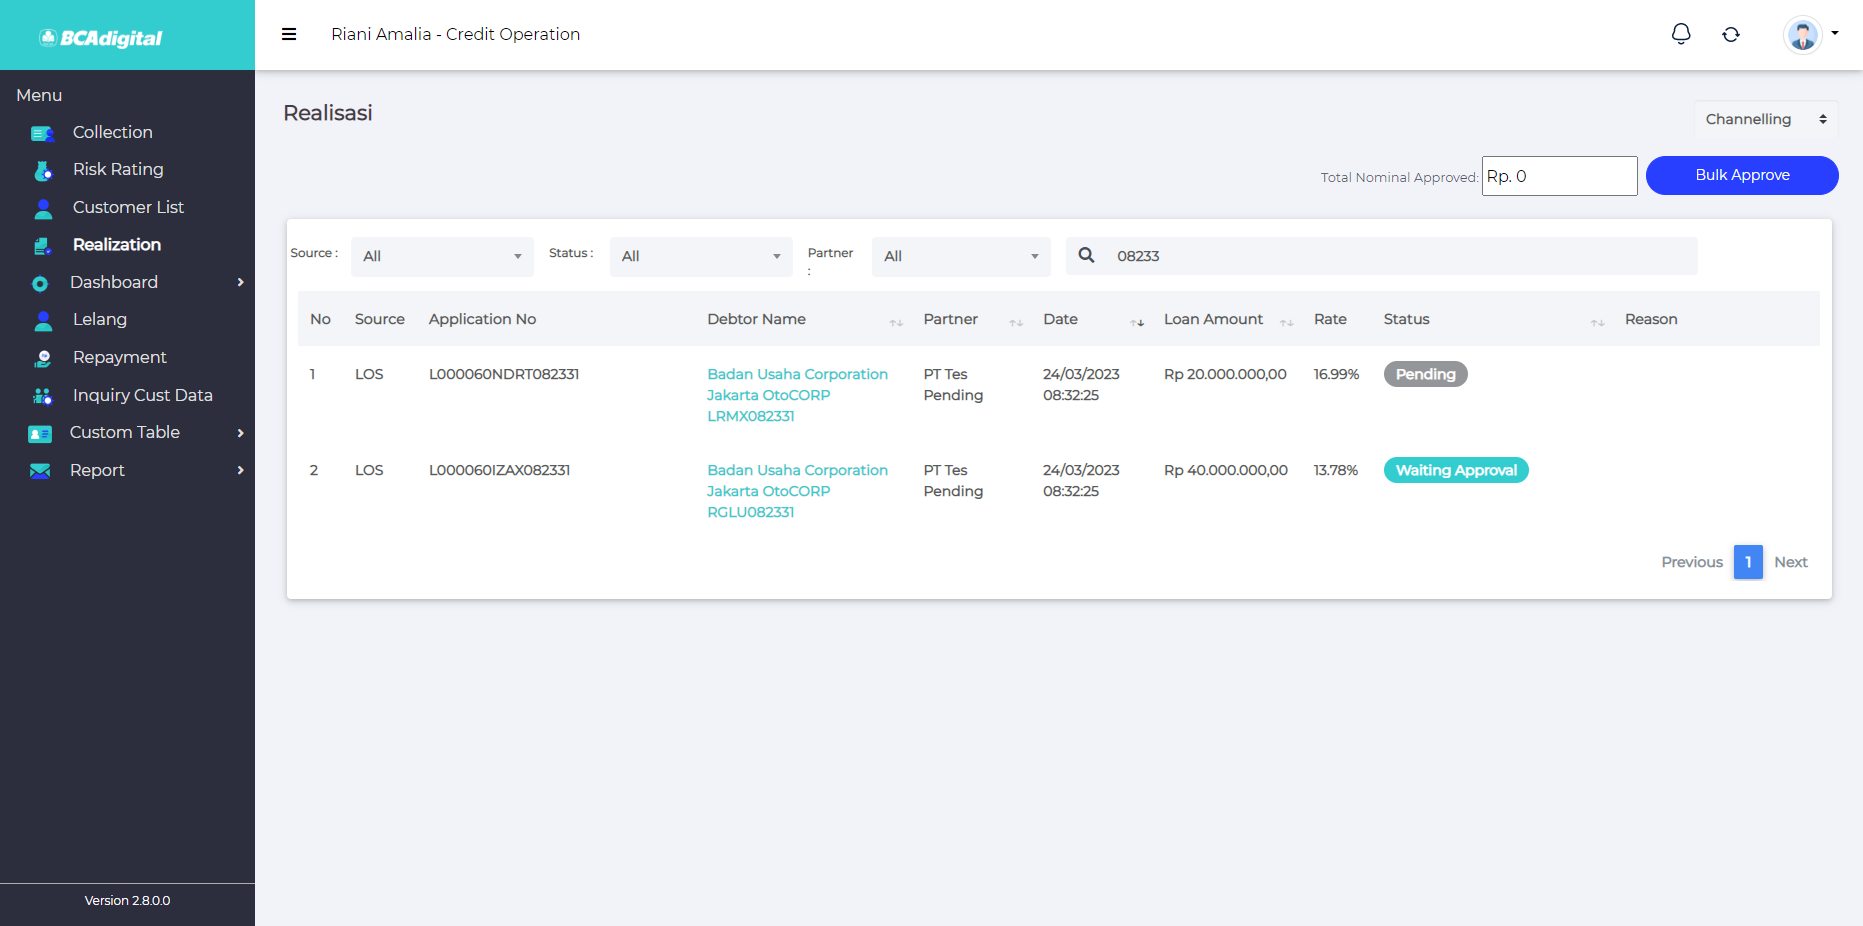 BCAdigital
Riani Amalia - Credit Operation
Menu
Collection
Risk Rating
Customer List
Realization
Dashboard
Lelang
Repayment
Inquiry Cust Data
Custom Table
Report
Version 2.8.0.0
Realisasi
Channelling
Total Nominal Approved: Rp. 0 Bulk Approve
Source : All Status : All Partner : All 08233
No Source Application No Debtor Name Partner Date Loan Amount Rate Status Reason
1 LOS L000060NDRT082331 Badan Usaha Corporation PT Tes 24/03/2023 Rp 20.000.000,00 16.99% Pending
Jakarta OtoCORP Pending 08:32:25
LRMX082331
2 LOS L000060IZAX082331 Badan Usaha Corporation PT Tes 24/03/2023 Rp 40.000.000,00 13.78% Waiting Approval
Jakarta OtoCORP Pending 08:32:25
RGLU082331
Previous 1 Next